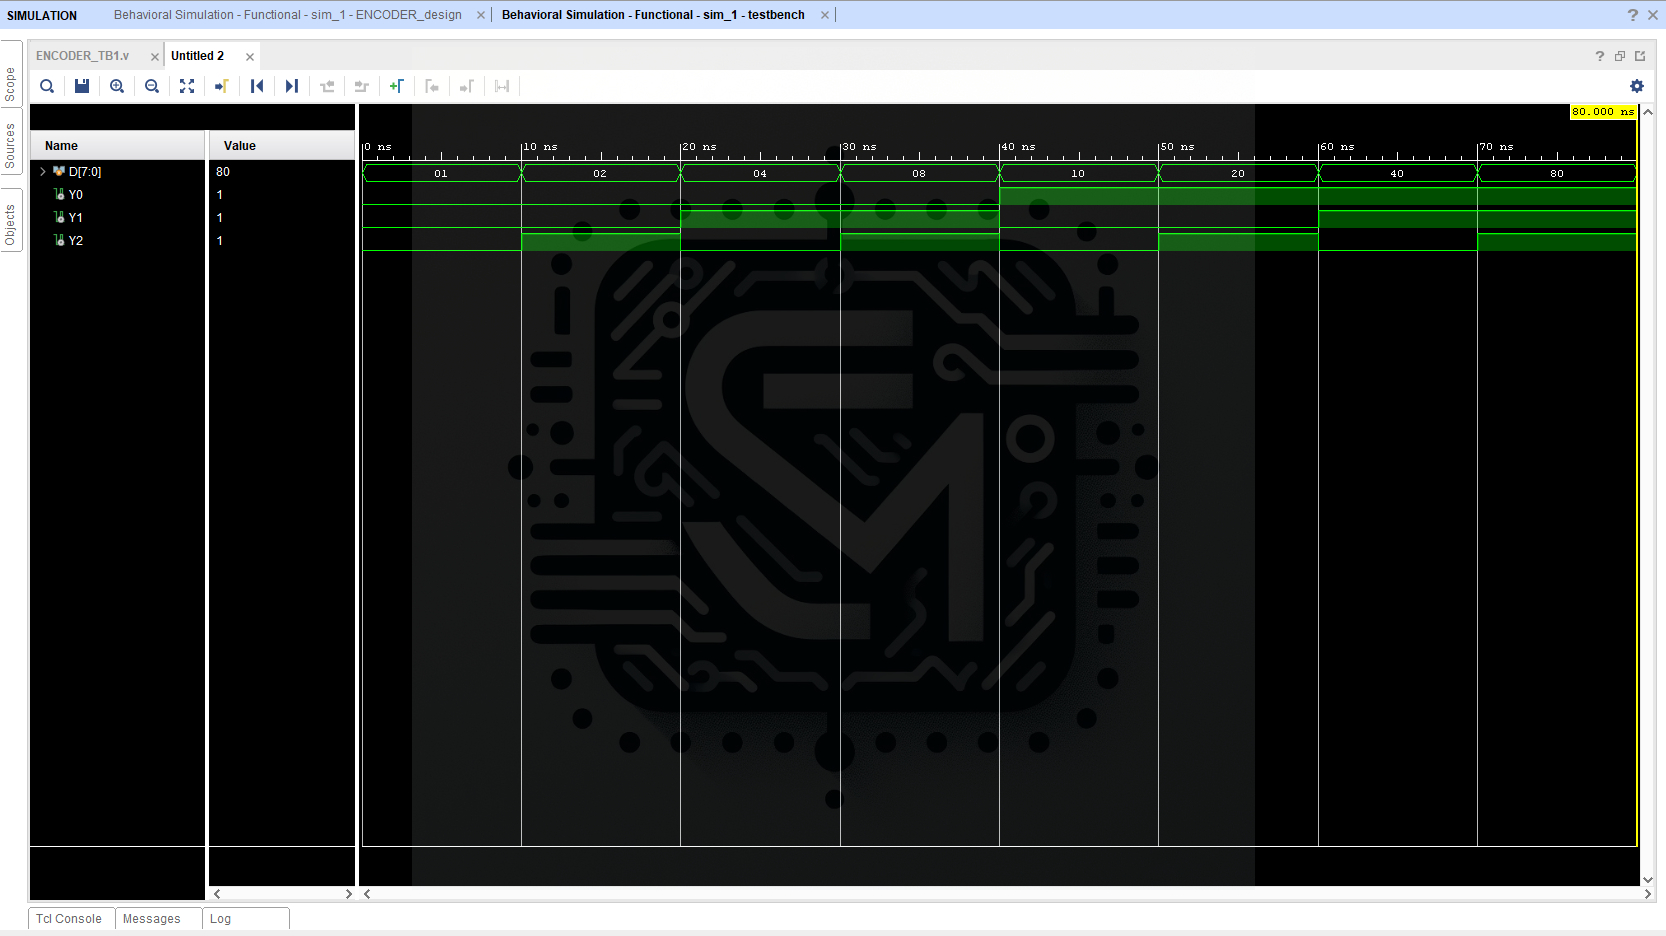 SIMULATION Behavioral Simulation - Functional - sim_1 - ENCODER_design Behavioral Simulation - Functional - sim_1 - testbench
ENCODER_TB1.v Untitled 2
Scope
Sources
Objects
80.000 ns
Name Value
0 ns 10 ns 20 ns 30 ns 40 ns 50 ns 60 ns 70 ns
D[7:0] 80 01 02 04 08 10 20 40 80
Y0 1
Y1 1
Y2 1
Tcl Console Messages Log